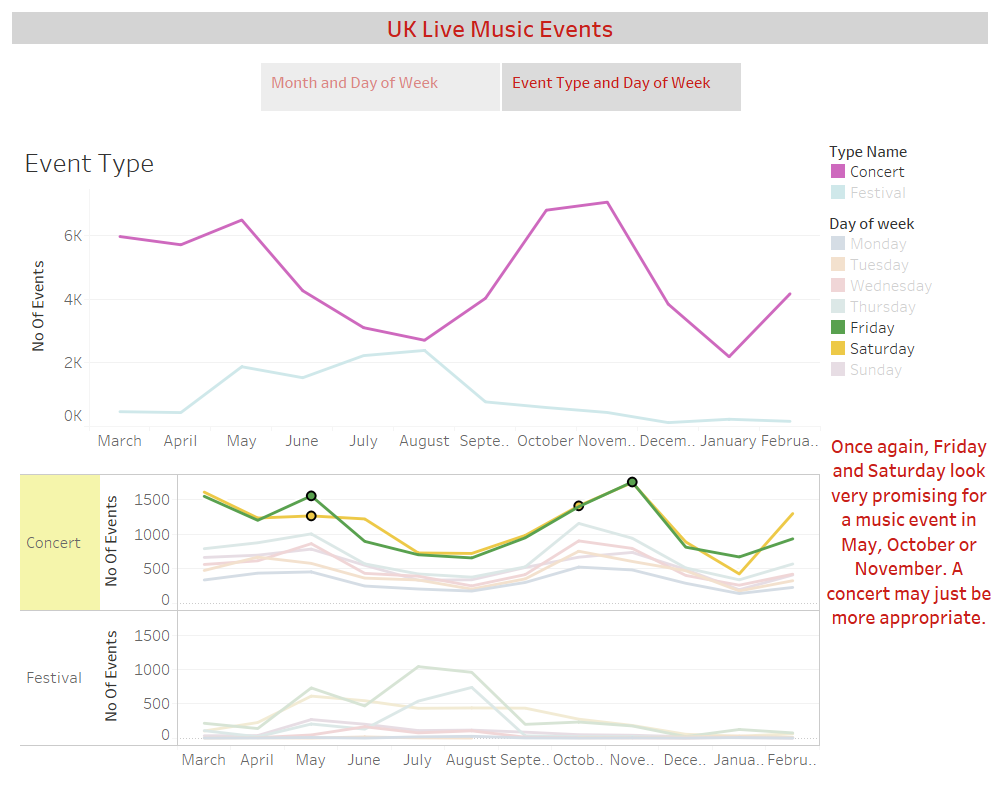 UK Live Music Events
Month and Day of Week
Event Type and Day of Week
Event Type
Type Name
Concert
Festival
Day of week
Monday
Tuesday
Wednesday
Thursday
Friday
Saturday
Sunday
No Of Events
6K
4K
2K
0K
March April May June July August Septe.. October Novem.. Decem.. January Februa..
Once again, Friday
and Saturday look
very promising for
a music event in
May, October or
November. A
concert may just be
more appropriate.
Concert
No Of Events
1500
1000
500
0
Festival
No Of Events
1500
1000
500
0
March April May June July August Septe.. Octob.. Nove.. Dece.. Janua.. Febru..